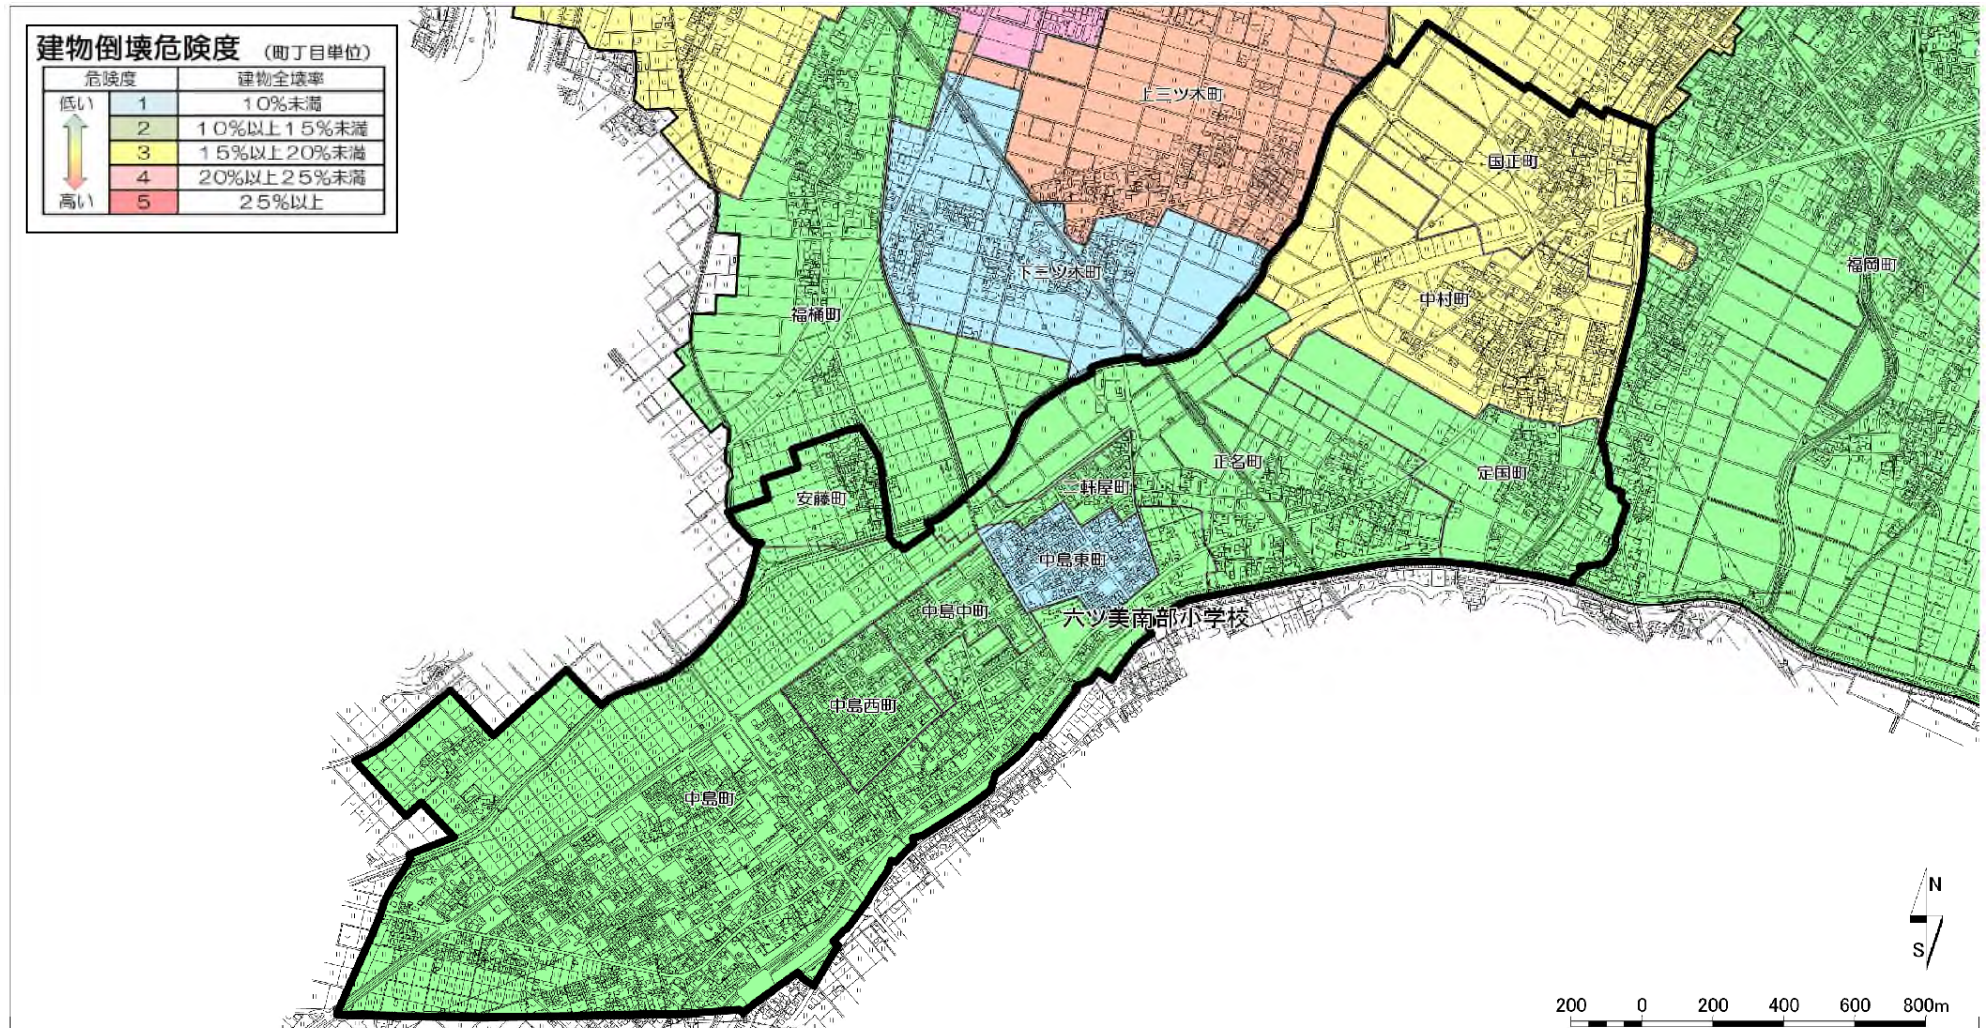 建物倒壊危険度 (町丁目単位)
危険度 建物全壊率
低い 1 10%未満
2 10%以上15%未満
3 15%以上20%未満
4 20%以上25%未満
高い 5 25%以上
上三ツ木町
国正町
福岡町
下三ツ木町
中村町
福桶町
正名町
定国町
安藤町
二軒屋町
中島東町
中島中町
六ツ美南部小学校
中島西町
中島町
N
S
200 0 200 400 600 800m